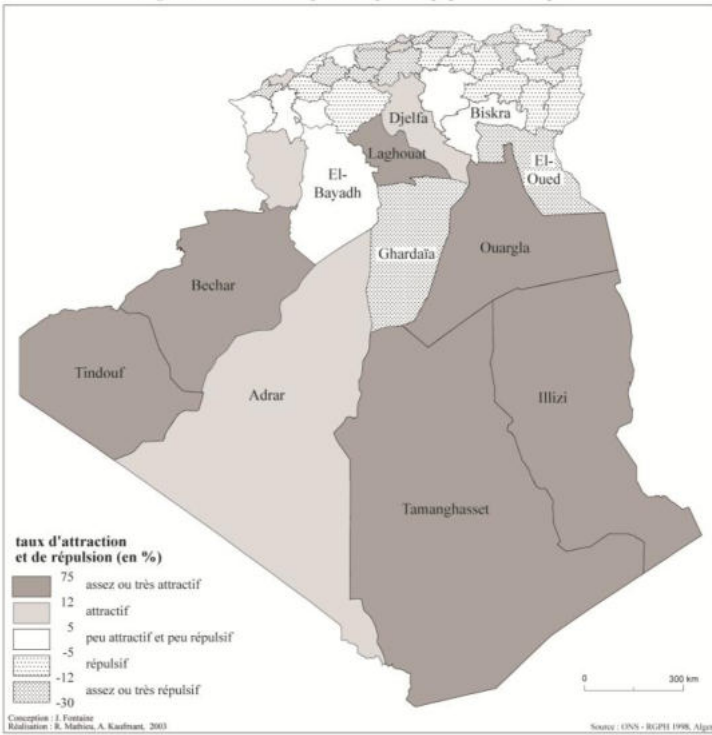 Djelfa
Biskra
Laghouat
El-
Oued
El-
Bayadh
Ghardaïa
Ouargla
Bechar
Tindouf
Adrar
Illizi
Tamanghasset
taux d'attraction
et de répulsion (en %)
75
assez ou très attractif
12
attractif
5
peu attractif et peu répulsif
-5
répulsif
-12
assez ou très répulsif
-30
0 300 km
Conception : J. Fontaine
Réalisation : R. Mathieu, A. Kaufmant, 2003
Source : ONS - RGPH 1998, Alger